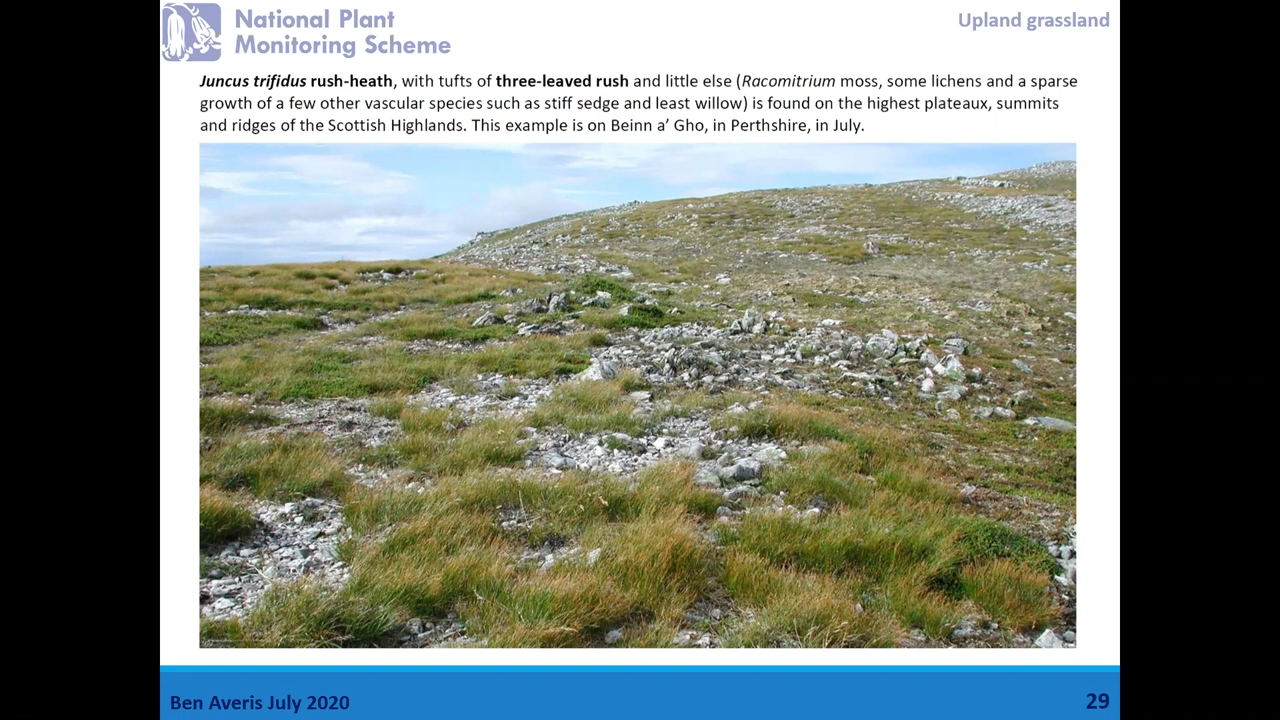 National Plant
Monitoring Scheme
Upland grassland
Juncus trifidus rush-heath, with tufts of three-leaved rush and little else (Racomitrium moss, some lichens and a sparse
growth of a few other vascular species such as stiff sedge and least willow) is found on the highest plateaux, summits
and ridges of the Scottish Highlands. This example is on Beinn a’ Gho, in Perthshire, in July.
Ben Averis July 2020
29